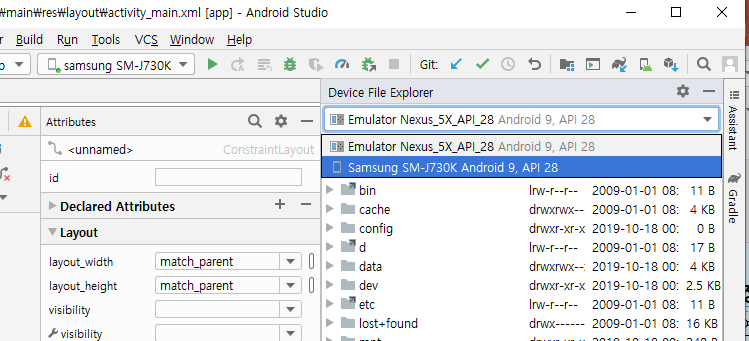 ₩main₩res₩layout₩activity_main.xml [app] - Android Studio
Build Run Tools VCS Window Help
samsung SM-J730K Git:
Attributes
<unnamed> ConstraintLayout
id
Declared Attributes
Layout
layout_width match_parent
layout_height match_parent
visibility
visibility
Device File Explorer
Emulator Nexus_5X_API_28 Android 9, API 28
Emulator Nexus_5X_API_28 Android 9, API 28
Samsung SM-J730K Android 9, API 28
bin lrw-r--r-- 2009-01-01 08: 11 B
cache drwxrwx-- 2009-01-01 08: 4 KB
config drwxr-xr-x 2019-10-18 00: 0 B
d lrw-r--r-- 2009-01-01 08: 17 B
data drwxrwx--x 2019-10-18 00: 4 KB
dev drwxr-xr-x 2019-10-18 00: 2.5 KB
etc lrw-r--r-- 2009-01-01 08: 11 B
lost+found drwx------ 2009-01-01 08: 16 KB
Assistant
Gradle